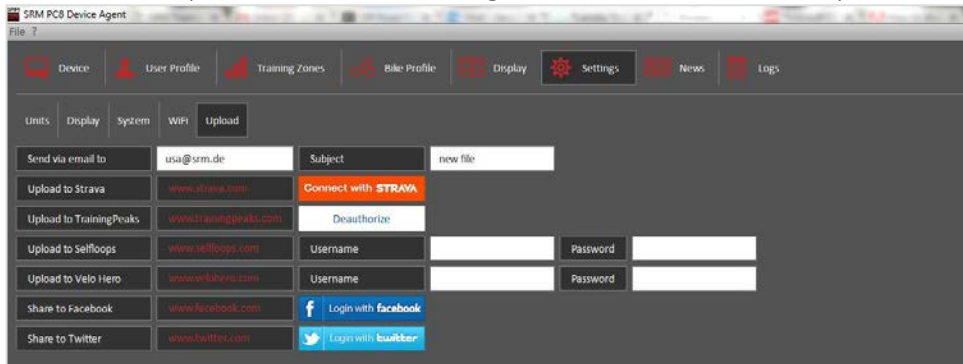 SRM PC8 Device Agent
File ?
Device User Profile Training Zones Bike Profile Display Settings News Logs
Units Display System WiFi Upload
Send via email to usa@srm.de Subject new file
Upload to Strava www.strava.com Connect with STRAVA
Upload to TrainingPeaks www.trainingpeaks.com Deauthorize
Upload to Selfloops www.selfloops.com Username Password
Upload to Velo Hero www.velohero.com Username Password
Share to Facebook www.facebook.com f Login with facebook
Share to Twitter www.twitter.com Login with twitter